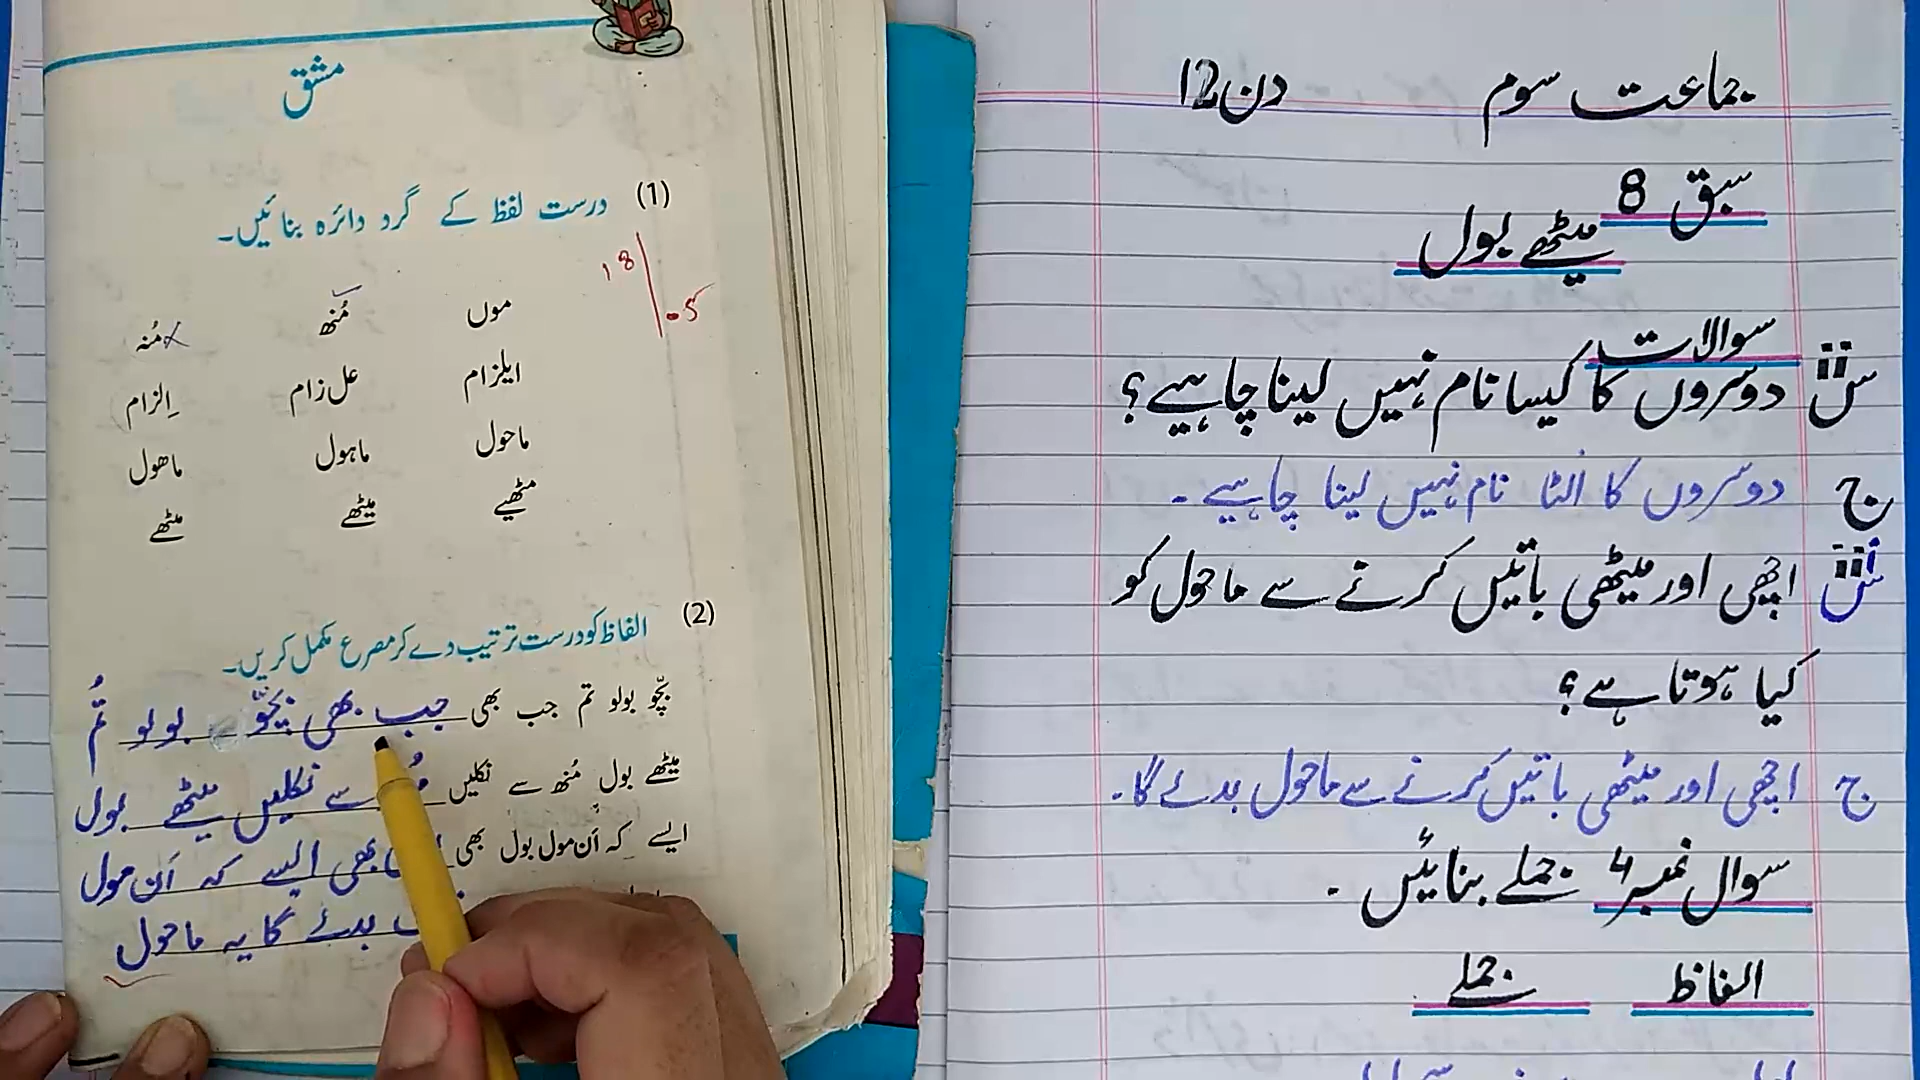 مشق
(1) درست لفظ کے گرد دائرہ بنائیں۔
18
05
موں مُنھ مُنہ
ایلزام عل زام اِلزام
ماحول ماہول ماھول
مٹھیے میٹھے مٹھے
(2) الفاظ کو درست ترتیب دے کر مصرع مکمل کریں۔
بچّو بولو تم جب بھی جب بھی بچّو بولو تُم
میٹھے بول مُنھ سے نکلیں سے نکلیں میٹھے بول
ایسے کہ اَن مول بول بھی بھی ایسے کہ اَن مول
بدلے گا یہ ماحول
جماعت سوم دن 12
سبق 8
میٹھے بول
سوالات
س ii دوسروں کا کیسا نام نہیں لینا چاہیے؟
ج دوسروں کا اُلٹا نام نہیں لینا چاہیے۔
س iii اچھی اور میٹھی باتیں کرنے سے ماحول کو
کیا ہوتا ہے؟
ج اچھی اور میٹھی باتیں کرنے سے ماحول بدلے گا۔
سوال نمبر 4 جملے بنائیں۔
الفاظ جملے